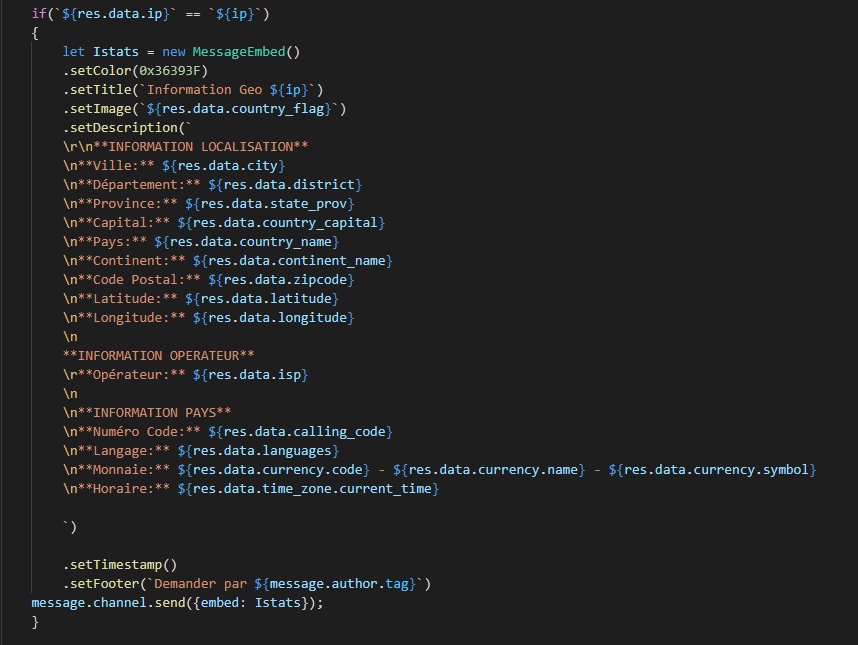 if(`${res.data.ip}` == `${ip}`)
{
let Istats = new MessageEmbed()
.setColor(0x36393F)
.setTitle(`Information Geo ${ip}`)
.setImage(`${res.data.country_flag}`)
.setDescription(`
\r\n**INFORMATION LOCALISATION**
\n**Ville:** ${res.data.city}
\n**Département:** ${res.data.district}
\n**Province:** ${res.data.state_prov}
\n**Capital:** ${res.data.country_capital}
\n**Pays:** ${res.data.country_name}
\n**Continent:** ${res.data.continent_name}
\n**Code Postal:** ${res.data.zipcode}
\n**Latitude:** ${res.data.latitude}
\n**Longitude:** ${res.data.longitude}
\n
**INFORMATION OPERATEUR**
\r**Opérateur:** ${res.data.isp}
\n
\n**INFORMATION PAYS**
\n**Numéro Code:** ${res.data.calling_code}
\n**Langage:** ${res.data.languages}
\n**Monnaie:** ${res.data.currency.code} - ${res.data.currency.name} - ${res.data.currency.symbol}
\n**Horaire:** ${res.data.time_zone.current_time}
`)
.setTimestamp()
.setFooter(`Demander par ${message.author.tag}`)
message.channel.send({embed: Istats});
}